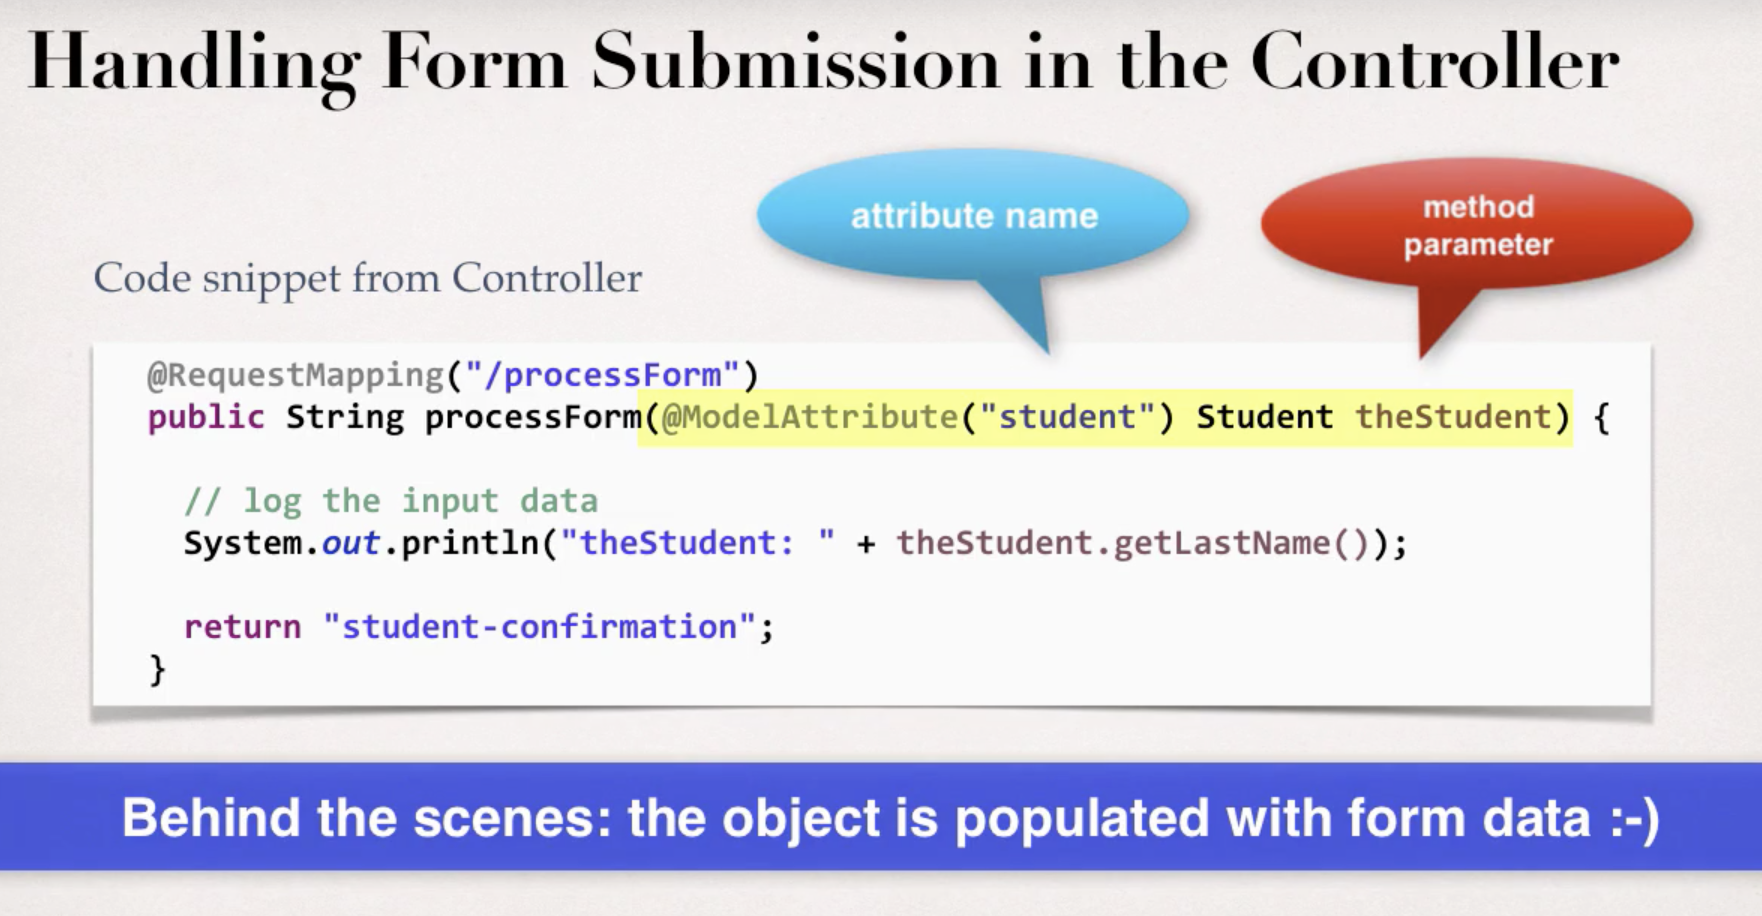 Handling Form Submission in the Controller
attribute name
method
parameter
Code snippet from Controller
@RequestMapping("/processForm")
public String processForm(@ModelAttribute("student") Student theStudent) {
// log the input data
System.out.println("theStudent: " + theStudent.getLastName());
return "student-confirmation";
}
Behind the scenes: the object is populated with form data :-)